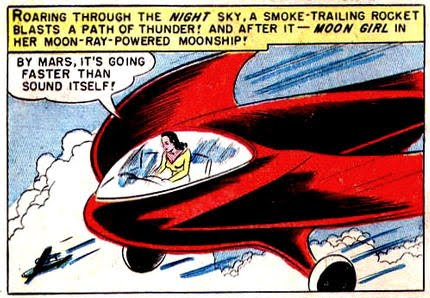 ROARING THROUGH THE NIGHT SKY, A SMOKE-TRAILING ROCKET
BLASTS A PATH OF THUNDER! AND AFTER IT— MOON GIRL IN
HER MOON-RAY-POWERED MOONSHIP!
BY MARS, IT'S GOING
FASTER THAN
SOUND ITSELF!